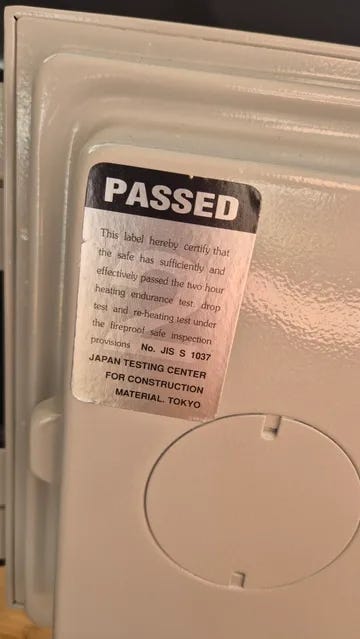 PASSED
This label hereby certify that
the safe has sufficiently and
effectively passed the two hour
heating endurance test drop
test and re-heating test under
the fireproof safe inspection
provisions No. JIS S 1037
JAPAN TESTING CENTER
FOR CONSTRUCTION
MATERIAL. TOKYO